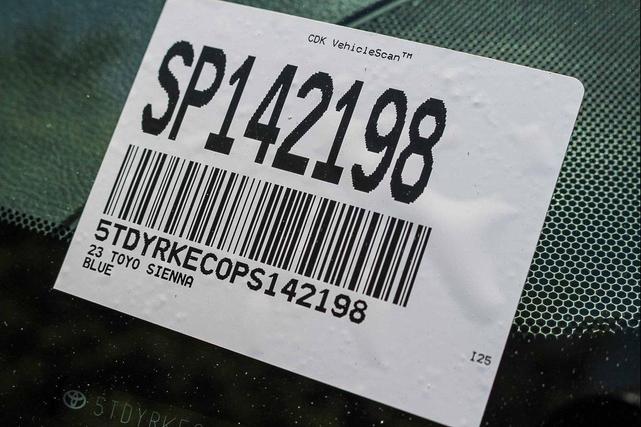 CDK VehicleScan™
SP142198
5TDYRKEC0PS142198
23 TOYO SIENNA
BLUE
I25
5TDYRKEC